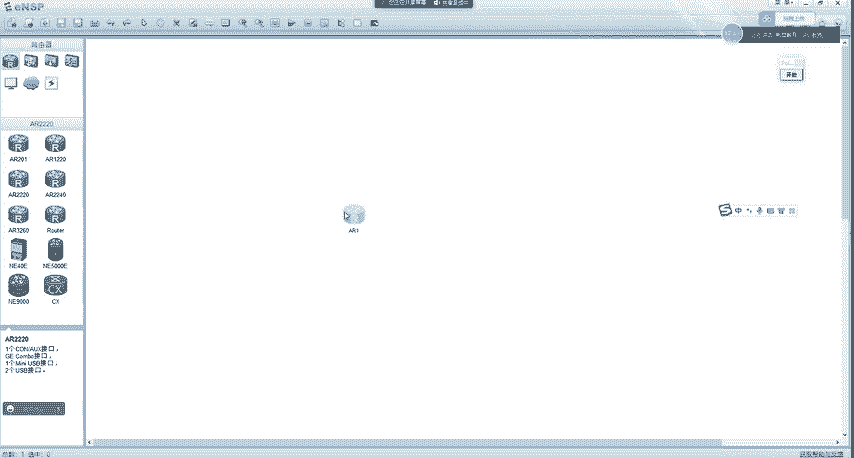 eNSP
路由器
AR2220
AR201
AR1220
AR2220
AR2240
AR3260
Router
NE40E
NE5000E
NE9000
CX
AR1
AR2220
1个CON/AUX接口，
GE Combo接口，
1个Mini USB接口，
2个USB接口。
开始
中
总数: 1 选中: 0
获取帮助与反馈